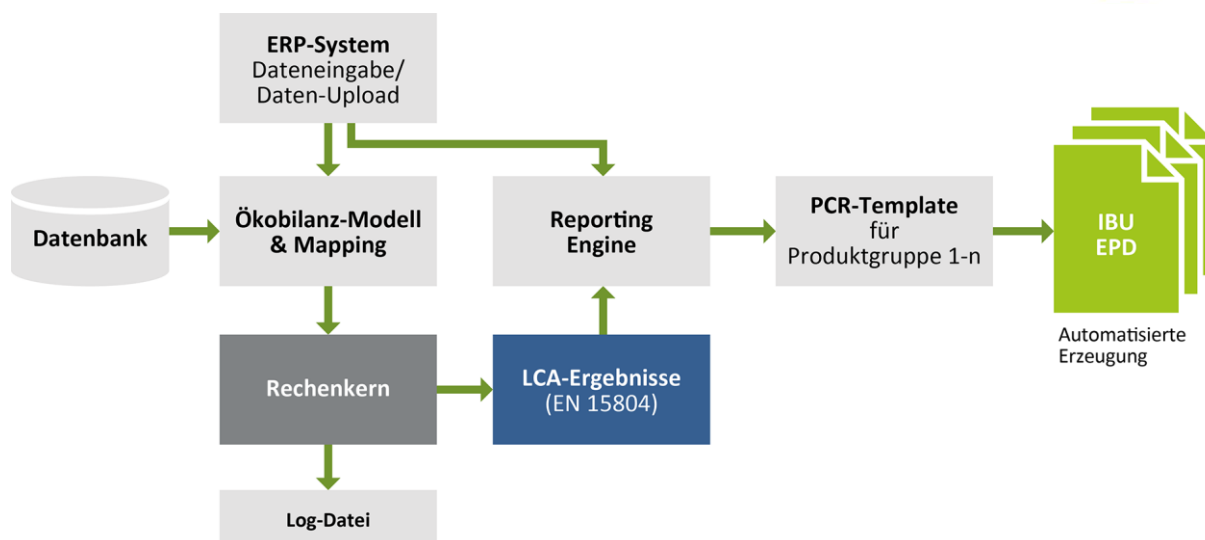 ERP-System
Dateneingabe/
Daten-Upload
Datenbank
Ökobilanz-Modell
& Mapping
Reporting
Engine
PCR-Template
für
Produktgruppe 1-n
IBU
EPD
Automatisierte
Erzeugung
Rechenkern
LCA-Ergebnisse
(EN 15804)
Log-Datei